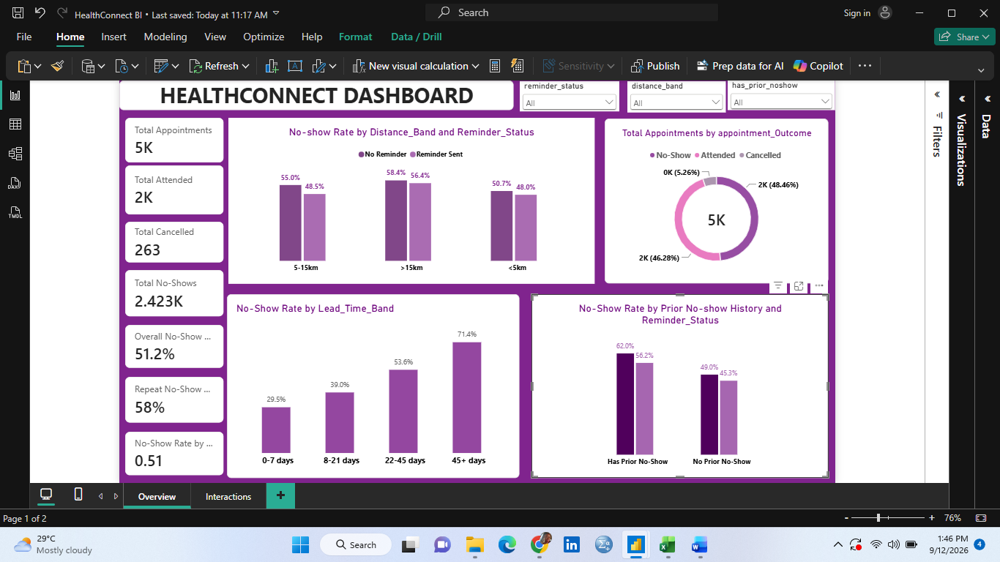 HealthConnect BI • Last saved: Today at 11:17 AM
Search
Sign in
File Home Insert Modeling View Optimize Help Format Data / Drill
Share
Refresh
New visual calculation
Sensitivity
Publish
Prep data for AI
Copilot
HEALTHCONNECT DASHBOARD
reminder_status
All
distance_band
All
has_prior_noshow
All
Filters
Visualizations
Data
DAX
TMDL
Total Appointments
5K
Total Attended
2K
Total Cancelled
263
Total No-Shows
2.423K
Overall No-Show ...
51.2%
Repeat No-Show ...
58%
No-Show Rate by ...
0.51
No-show Rate by Distance_Band and Reminder_Status
No Reminder Reminder Sent
55.0% 48.5% 58.4% 56.4% 50.7% 48.0%
5-15km >15km <5km
Total Appointments by appointment_Outcome
No-Show Attended Cancelled
0K (5.26%)
2K (48.46%)
5K
2K (46.28%)
No-Show Rate by Lead_Time_Band
29.5% 39.0% 53.6% 71.4%
0-7 days 8-21 days 22-45 days 45+ days
No-Show Rate by Prior No-show History and
Reminder_Status
62.0% 56.2% 49.0% 45.3%
Has Prior No-Show No Prior No-Show
Overview Interactions
Page 1 of 2
- + 76%
29°C
Mostly cloudy
Search
1:46 PM
9/12/2026
4